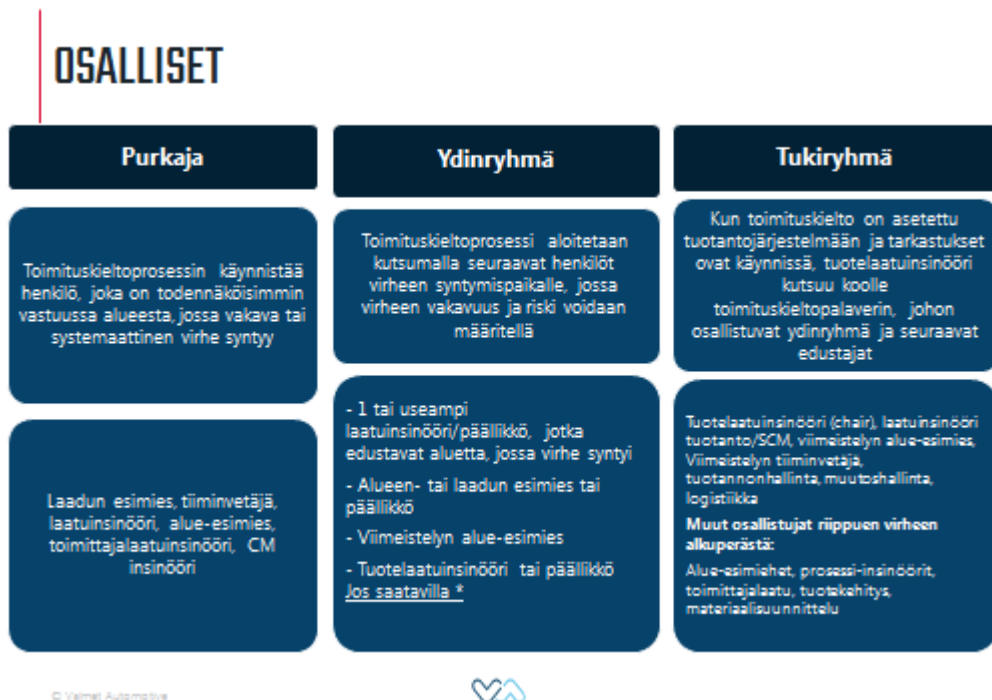 OSALLISET
Purkaja
Toimituskieltoprosessin käynnistää
henkilö, joka on todennäköisimmin
vastuussa alueesta, jossa vakava tai
systemaattinen virhe syntyy
Laadun esimies, tiiminvetäjä,
laatuinsinööri, alue-esimies,
toimittajalaatuinsinööri, CM
insinööri
Ydinryhmä
Toimituskieltoprosessi aloitetaan
kutsumalla seuraavat henkilöt
virheen syntymispaikalle, jossa
virheen vakavuus ja riski voidaan
määritellä
- 1 tai useampi
laatuinsinööri/päällikkö, jotka
edustavat aluetta, jossa virhe syntyi
- Alueen- tai laadun esimies tai
päällikkö
- Viimeistelyn alue-esimies
- Tuotelaatuinsinööri tai päällikkö
Jos saatavilla *
Tukiryhmä
Kun toimituskielto on asetettu
tuotantojärjestelmään ja tarkastukset
ovat käynnissä, tuotelaatuinsinööri
kutsuu koolle
toimituskieltopalaverin, johon
osallistuvat ydinryhmä ja seuraavat
edustajat
Tuotelaatuinsinööri (chair), laatuinsinööri
tuotanto/SCM, viimeistelyn alue-esimies,
Viimeistelyn tiiminvetäjä,
tuotannonhallinta, muutoshallinta,
logistiikka
Muut osallistujat riippuen virheen
alkuperästä:
Alue-esimiehet, prosessi-insinöörit,
toimittajalaatu, tuotekehitys,
materiaalisuunnittelu
© Valmet Automotive